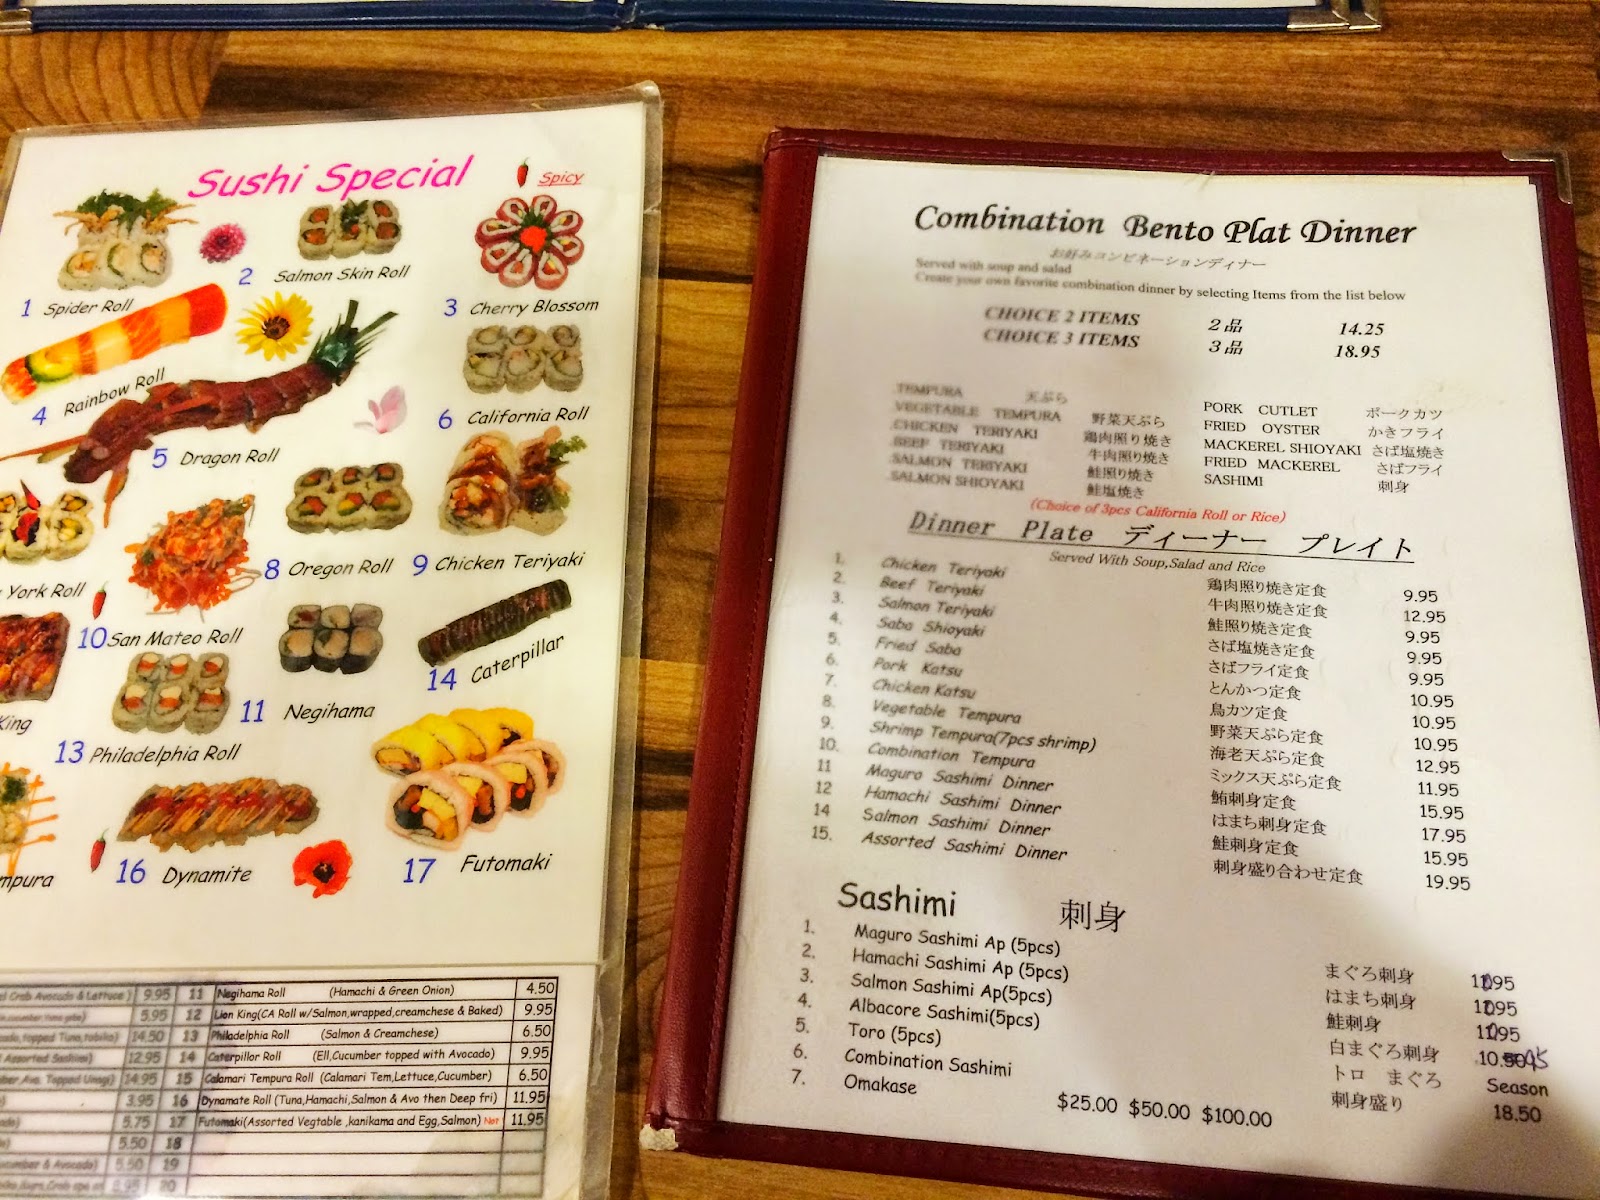 Sushi Special
Spicy
1 Spider Roll
2 Salmon Skin Roll
3 Cherry Blossom
4 Rainbow Roll
5 Dragon Roll
6 California Roll
York Roll
8 Oregon Roll
9 Chicken Teriyaki
10 San Mateo Roll
11 Negihama
14 Caterpillar
King
13 Philadelphia Roll
mpura
16 Dynamite
17 Futomaki
Crab Avocado & Lettuce) 9.95 11 Negihama Roll (Hamachi & Green Onion) 4.50
5.95 12 Lion King(CA Roll w/Salmon,wrapped,creamchese & Baked) 9.95
topped Tuna,tobiko) 14.50 13 Philadelphia Roll (Salmon & Creamchese) 6.50
Assorted Sashimi) 12.95 14 Caterpillor Roll (Ell,Cucumber topped with Avocado) 9.95
Ava. Topped Unagi) 14.95 15 Calamari Tempura Roll (Calamari Tem,Lettuce,Cucumber) 6.50
3.95 16 Dynamate Roll (Tuna,Hamachi,Salmon & Avo then Deep fri) 11.95
5.75 17 Futomaki(Assorted Vegtable ,kanikama and Egg,Salmon) 11.95
5.50 18
& Avocado) 5.50 19
8.95 20
Combination Bento Plat Dinner
お好みコンビネーションディナー
Served with soup and salad
Create your own favorite combination dinner by selecting Items from the list below
CHOICE 2 ITEMS 2品 14.25
CHOICE 3 ITEMS 3品 18.95
TEMPURA 天ぷら PORK CUTLET ポークカツ
VEGETABLE TEMPURA 野菜天ぷら FRIED OYSTER かきフライ
CHICKEN TERIYAKI 鶏肉照り焼き MACKEREL SHIOYAKI さば塩焼き
BEEF TERIYAKI 牛肉照り焼き FRIED MACKEREL さばフライ
SALMON TERIYAKI 鮭照り焼き SASHIMI 刺身
SALMON SHIOYAKI 鮭塩焼き
(Choice of 3pcs California Roll or Rice)
Dinner Plate ディーナー プレイト
Served With Soup,Salad and Rice
1. Chicken Teriyaki 鶏肉照り焼き定食 9.95
2. Beef Teriyaki 牛肉照り焼き定食 12.95
3. Salmon Teriyaki 鮭照り焼き定食 9.95
4. Saba Shioyaki さば塩焼き定食 9.95
5. Fried Saba さばフライ定食 9.95
6. Pork Katsu とんかつ定食 10.95
7. Chicken Katsu 鳥カツ定食 10.95
8. Vegetable Tempura 野菜天ぷら定食 10.95
9. Shrimp Tempura(7pcs shrimp) 海老天ぷら定食 12.95
10. Combination Tempura ミックス天ぷら定食 11.95
11 Maguro Sashimi Dinner 鮪刺身定食 15.95
12 Hamachi Sashimi Dinner はまち刺身定食 17.95
14 Salmon Sashimi Dinner 鮭刺身定食 15.95
15. Assorted Sashimi Dinner 刺身盛り合わせ定食 19.95
Sashimi 刺身
1. Maguro Sashimi Ap (5pcs) まぐろ刺身
2. Hamachi Sashimi Ap (5pcs) はまち刺身
3. Salmon Sashimi Ap(5pcs) 鮭刺身
4. Albacore Sashimi(5pcs) 白まぐろ刺身
5. Toro (5pcs) トロ まぐろ Season
6. Combination Sashimi 刺身盛り 18.50
7. Omakase $25.00 $50.00 $100.00